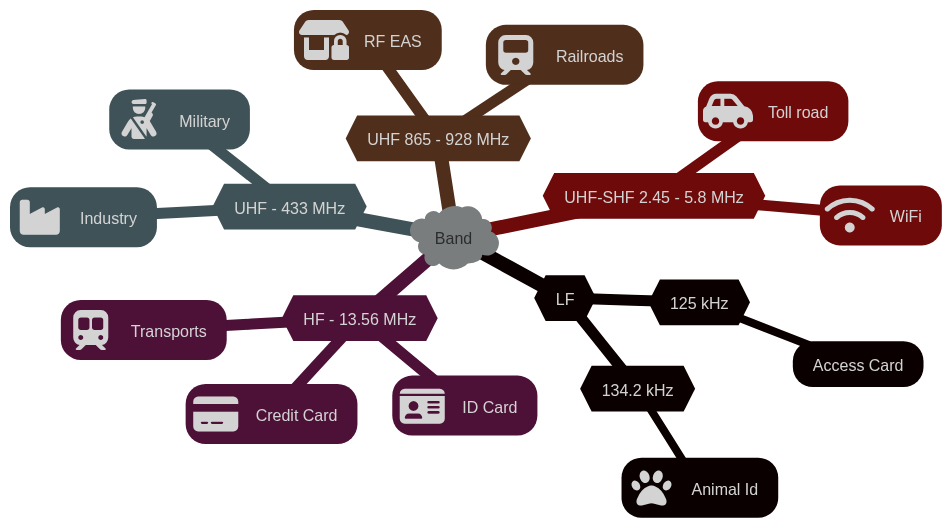 RF EAS
Railroads
Military
Toll road
UHF 865 - 928 MHz
UHF-SHF 2.45 - 5.8 MHz
Industry
UHF - 433 MHz
WiFi
Band
LF
125 kHz
HF - 13.56 MHz
Transports
Access Card
134.2 kHz
Credit Card
ID Card
Animal Id